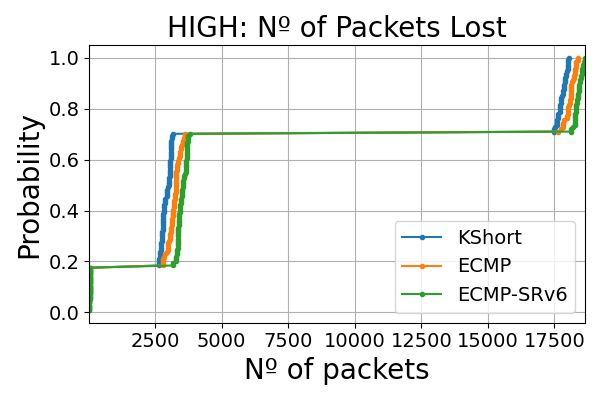 HIGH: Nº of Packets Lost
Probability
1.0
0.8
0.6
0.4
0.2
0.0
KShort
ECMP
ECMP-SRv6
2500 5000 7500 10000 12500 15000 17500
Nº of packets